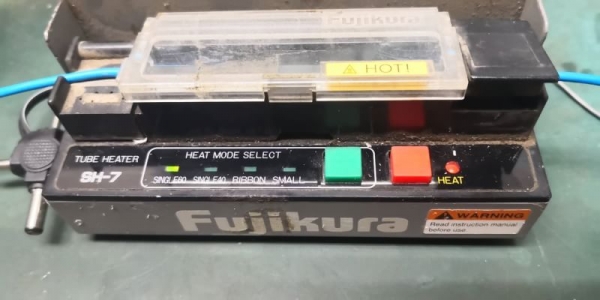 Fujikura
HOT!
HEAT MODE SELECT
TUBE HEATER
SH-7
SINGLE60 SINGLE40 RIBBON SMALL
HEAT
Fujikura
WARNING
Read instruction manual
before use.